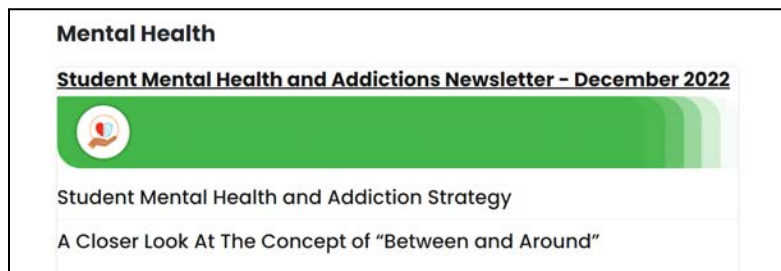 Mental Health
Student Mental Health and Addictions Newsletter - December 2022
Student Mental Health and Addiction Strategy
A Closer Look At The Concept of “Between and Around”